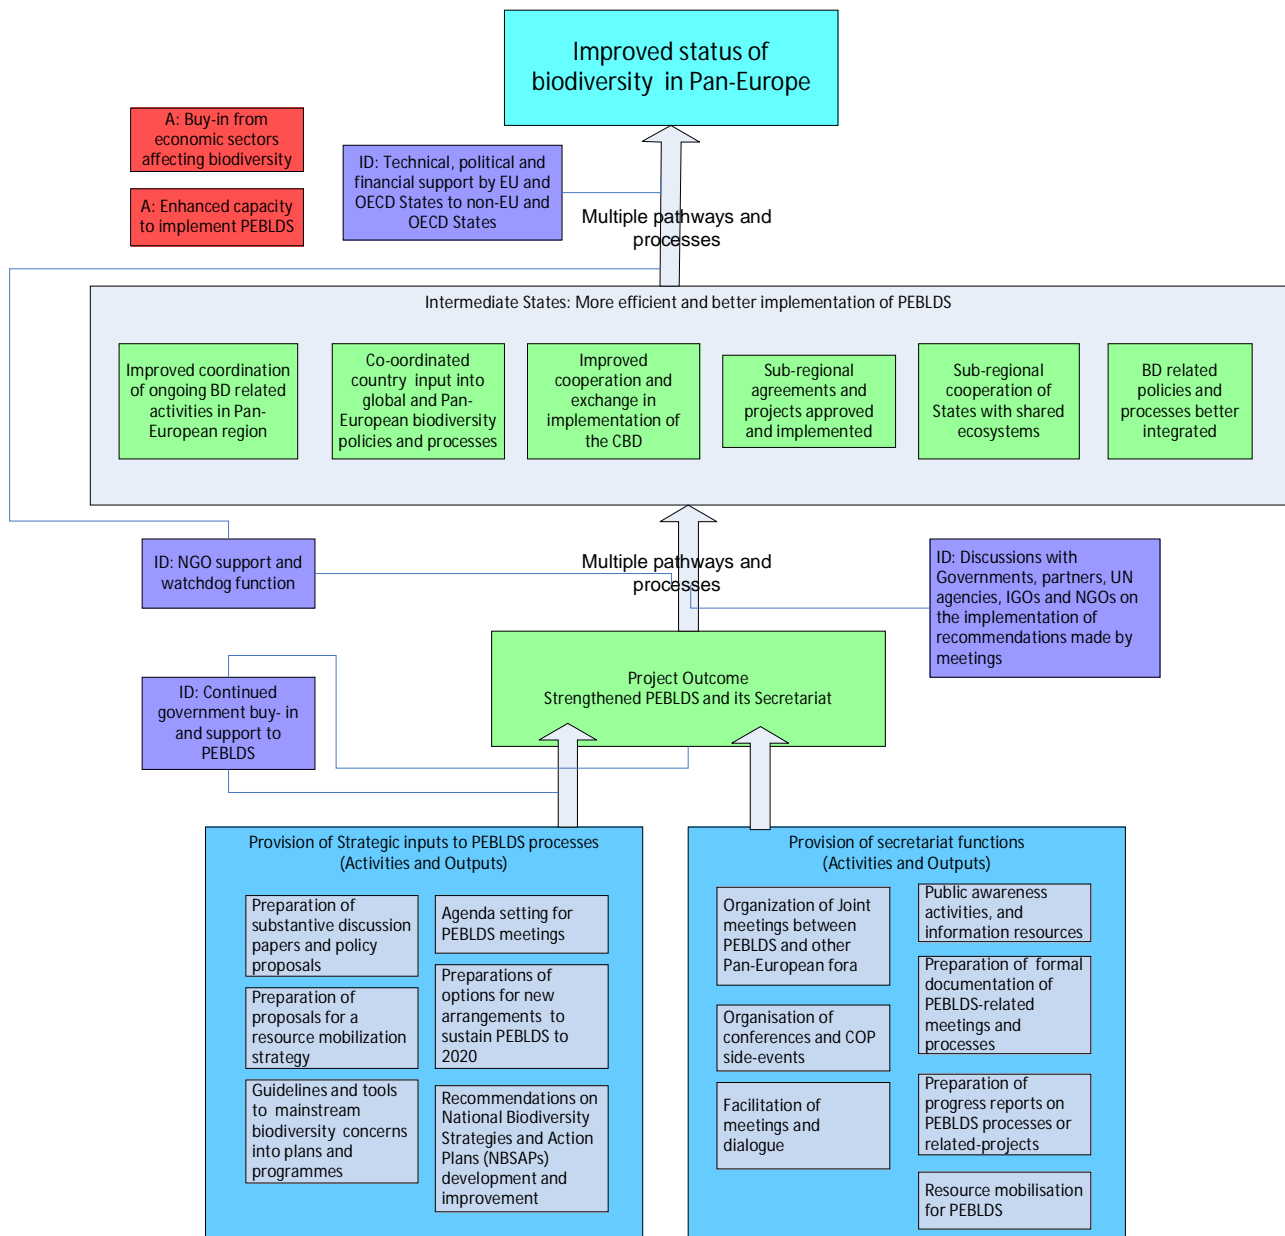 Improved status of
biodiversity in Pan-Europe
A: Buy-in from
economic sectors
affecting biodiversity
A: Enhanced capacity
to implement PEBLDS
ID: Technical, political and
financial support by EU and
OECD States to non-EU and
OECD States
Multiple pathways and
processes
Intermediate States: More efficient and better implementation of PEBLDS
Improved coordination
of ongoing BD related
activities in Pan-
European region
Co-oordinated
country input into
global and Pan-
European biodiversity
policies and processes
Improved
cooperation and
exchange in
implementation of
the CBD
Sub-regional
agreements and
projects approved
and implemented
Sub-regional
cooperation of
States with shared
ecosystems
BD related
policies and
processes better
integrated
ID: NGO support and
watchdog function
Multiple pathways and
processes
ID: Discussions with
Governments, partners, UN
agencies, IGOs and NGOs on
the implementation of
recommendations made by
meetings
Project Outcome
Strengthened PEBLDS and its Secretariat
ID: Continued
government buy- in
and support to
PEBLDS
Provision of Strategic inputs to PEBLDS processes
(Activities and Outputs)
Preparation of
substantive discussion
papers and policy
proposals
Preparation of
proposals for a
resource mobilization
strategy
Guidelines and tools
to mainstream
biodiversity concerns
into plans and
programmes
Agenda setting for
PEBLDS meetings
Preparations of
options for new
arrangements to
sustain PEBLDS to
2020
Recommendations on
National Biodiversity
Strategies and Action
Plans (NBSAPs)
development and
improvement
Provision of secretariat functions
(Activities and Outputs)
Organization of Joint
meetings between
PEBLDS and other
Pan-European fora
Organisation of
conferences and COP
side-events
Facilitation of
meetings and
dialogue
Public awareness
activities, and
information resources
Preparation of formal
documentation of
PEBLDS-related
meetings and
processes
Preparation of
progress reports on
PEBLDS processes or
related-projects
Resource mobilisation
for PEBLDS